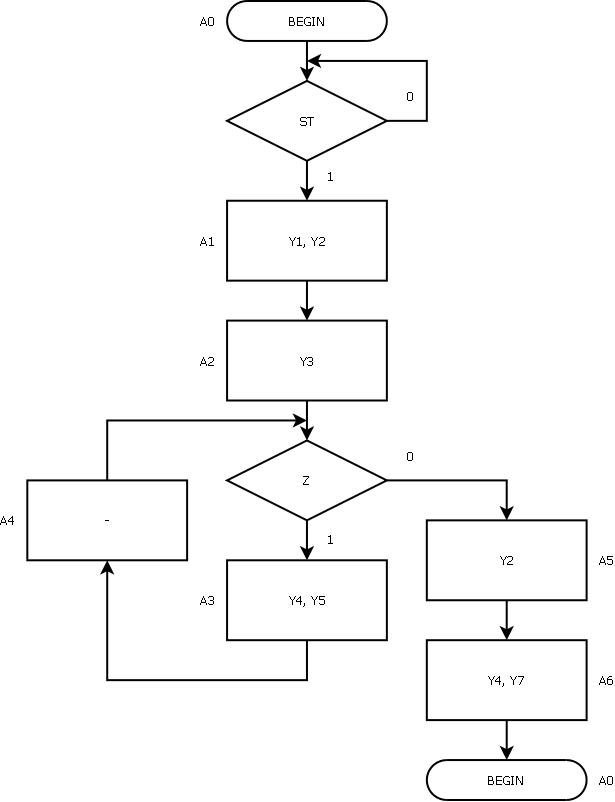 A0 BEGIN
0
ST
1
A1 Y1, Y2
A2 Y3
0
Z
A4 -
1
Y2 A5
A3 Y4, Y5
Y4, Y7 A6
BEGIN A0